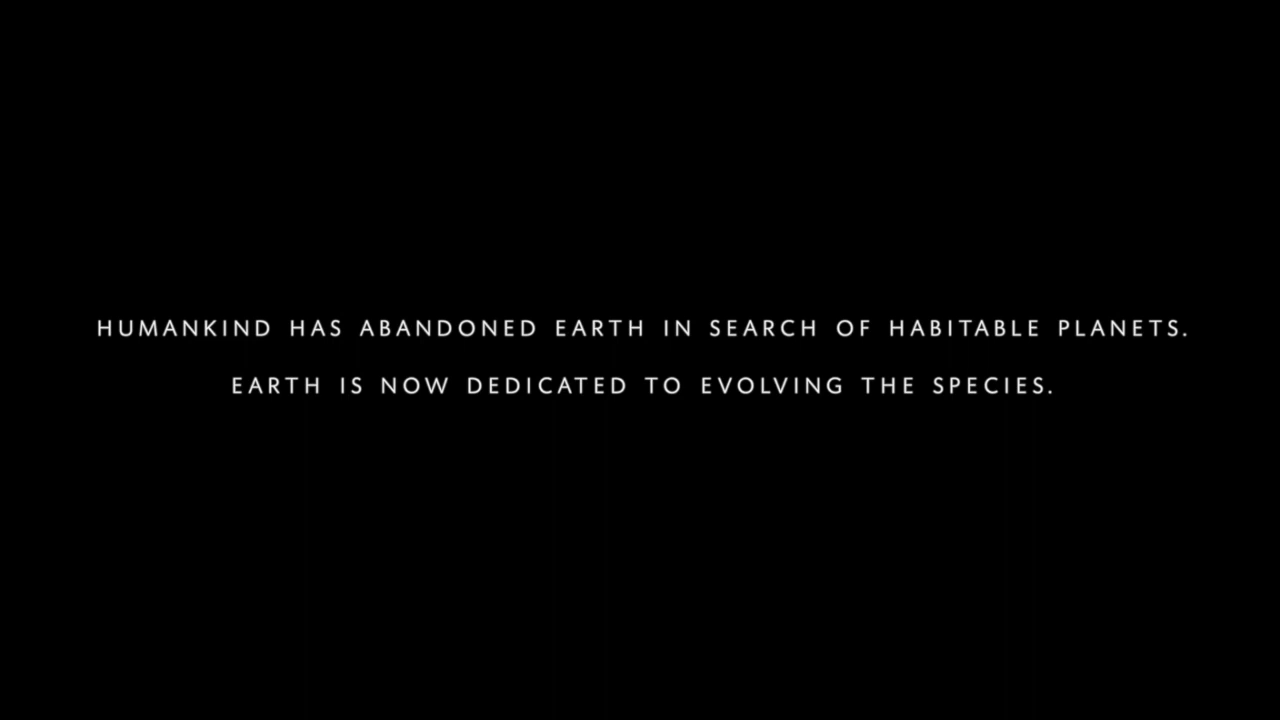 HUMANKIND HAS ABANDONED EARTH IN SEARCH OF HABITABLE PLANETS.
EARTH IS NOW DEDICATED TO EVOLVING THE SPECIES.